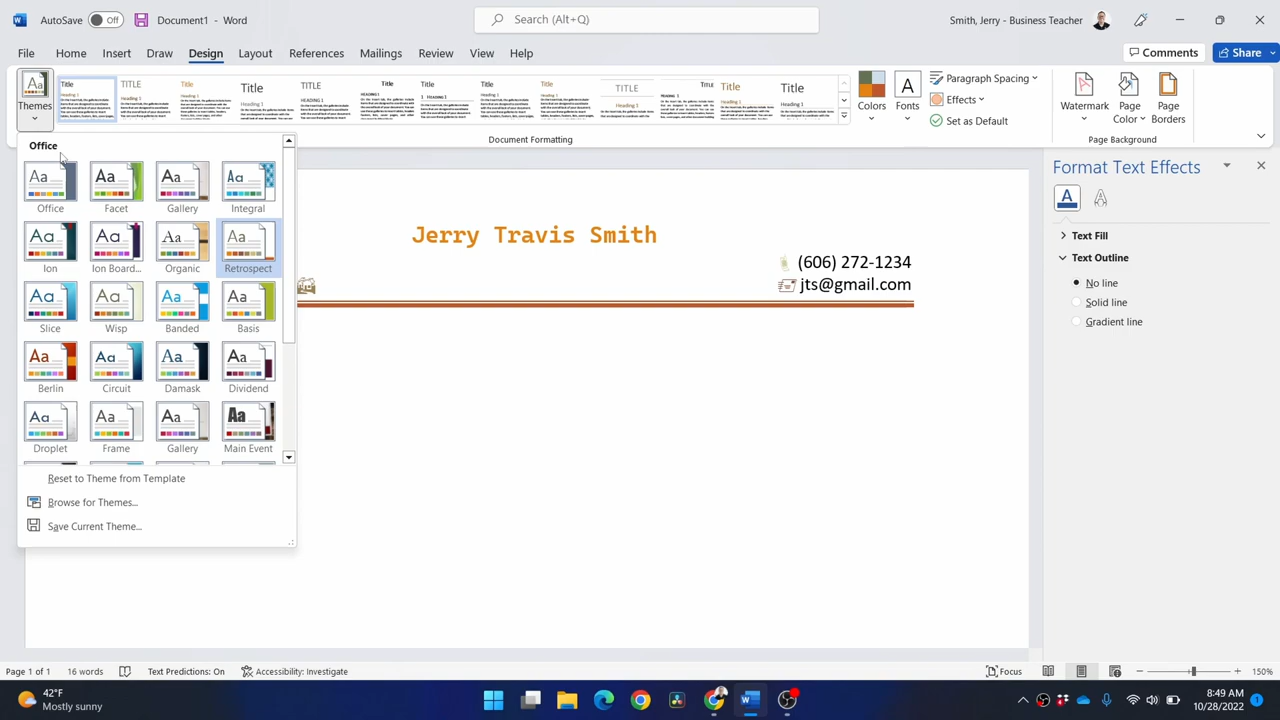 AutoSave Off Document1 - Word Search (Alt+Q) Smith, Jerry - Business Teacher
File Home Insert Draw Design Layout References Mailings Review View Help Comments Share
Themes Title TITLE Title Title TITLE Title Title Title Title TITLE Title Title Title Colors Fonts Paragraph Spacing Effects Set as Default Watermark Page Color Page Borders
Document Formatting Page Background
Office
Office Facet Gallery Integral
Ion Ion Board... Organic Retrospect
Slice Wisp Banded Basis
Berlin Circuit Damask Dividend
Droplet Frame Gallery Main Event
Reset to Theme from Template
Browse for Themes...
Save Current Theme...
Jerry Travis Smith
(606) 272-1234
jts@gmail.com
Format Text Effects
Text Fill
Text Outline
No line
Solid line
Gradient line
Page 1 of 1 16 words Text Predictions: On Accessibility: Investigate Focus 150%
42°F
Mostly sunny
8:49 AM
10/28/2022